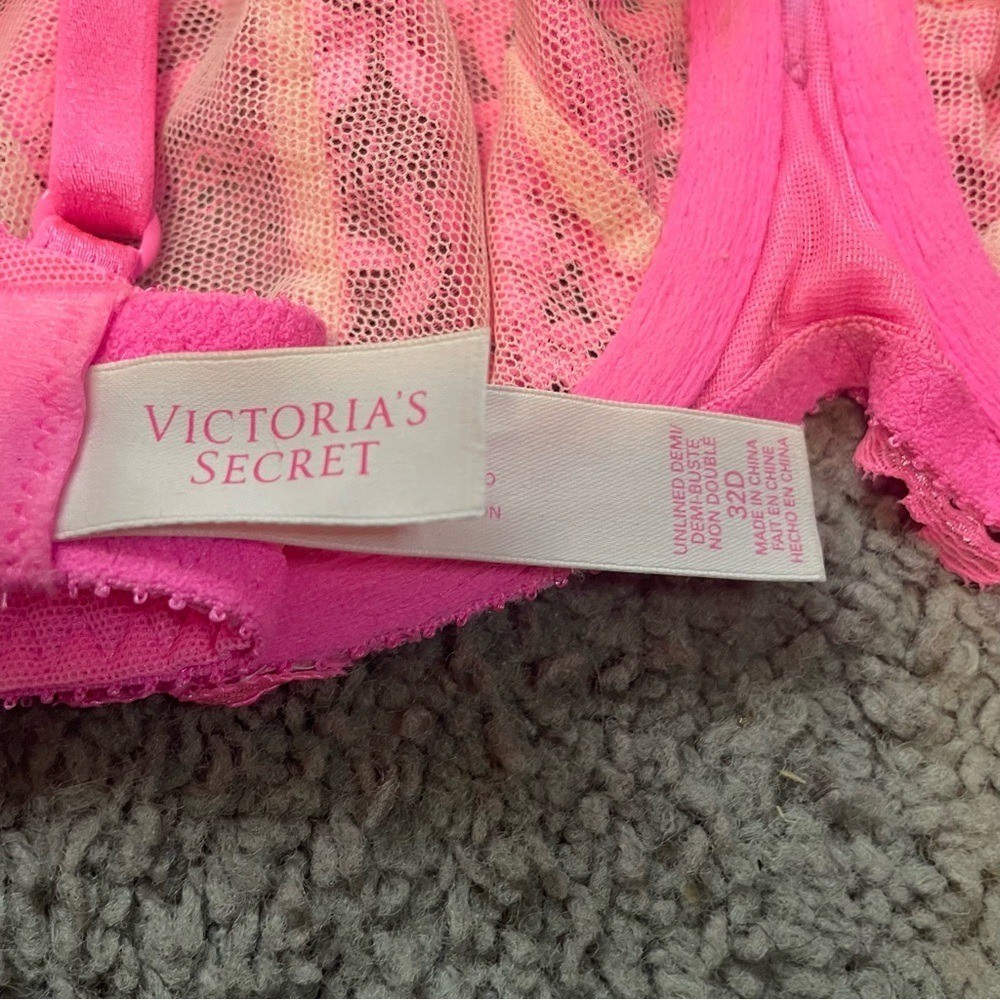 VICTORIA'S
SECRET
UNLINED DEMI/
DEMI-BUSTE
NON DOUBLE
32D
MADE IN CHINA
FAIT EN CHINE
HECHO EN CHINA